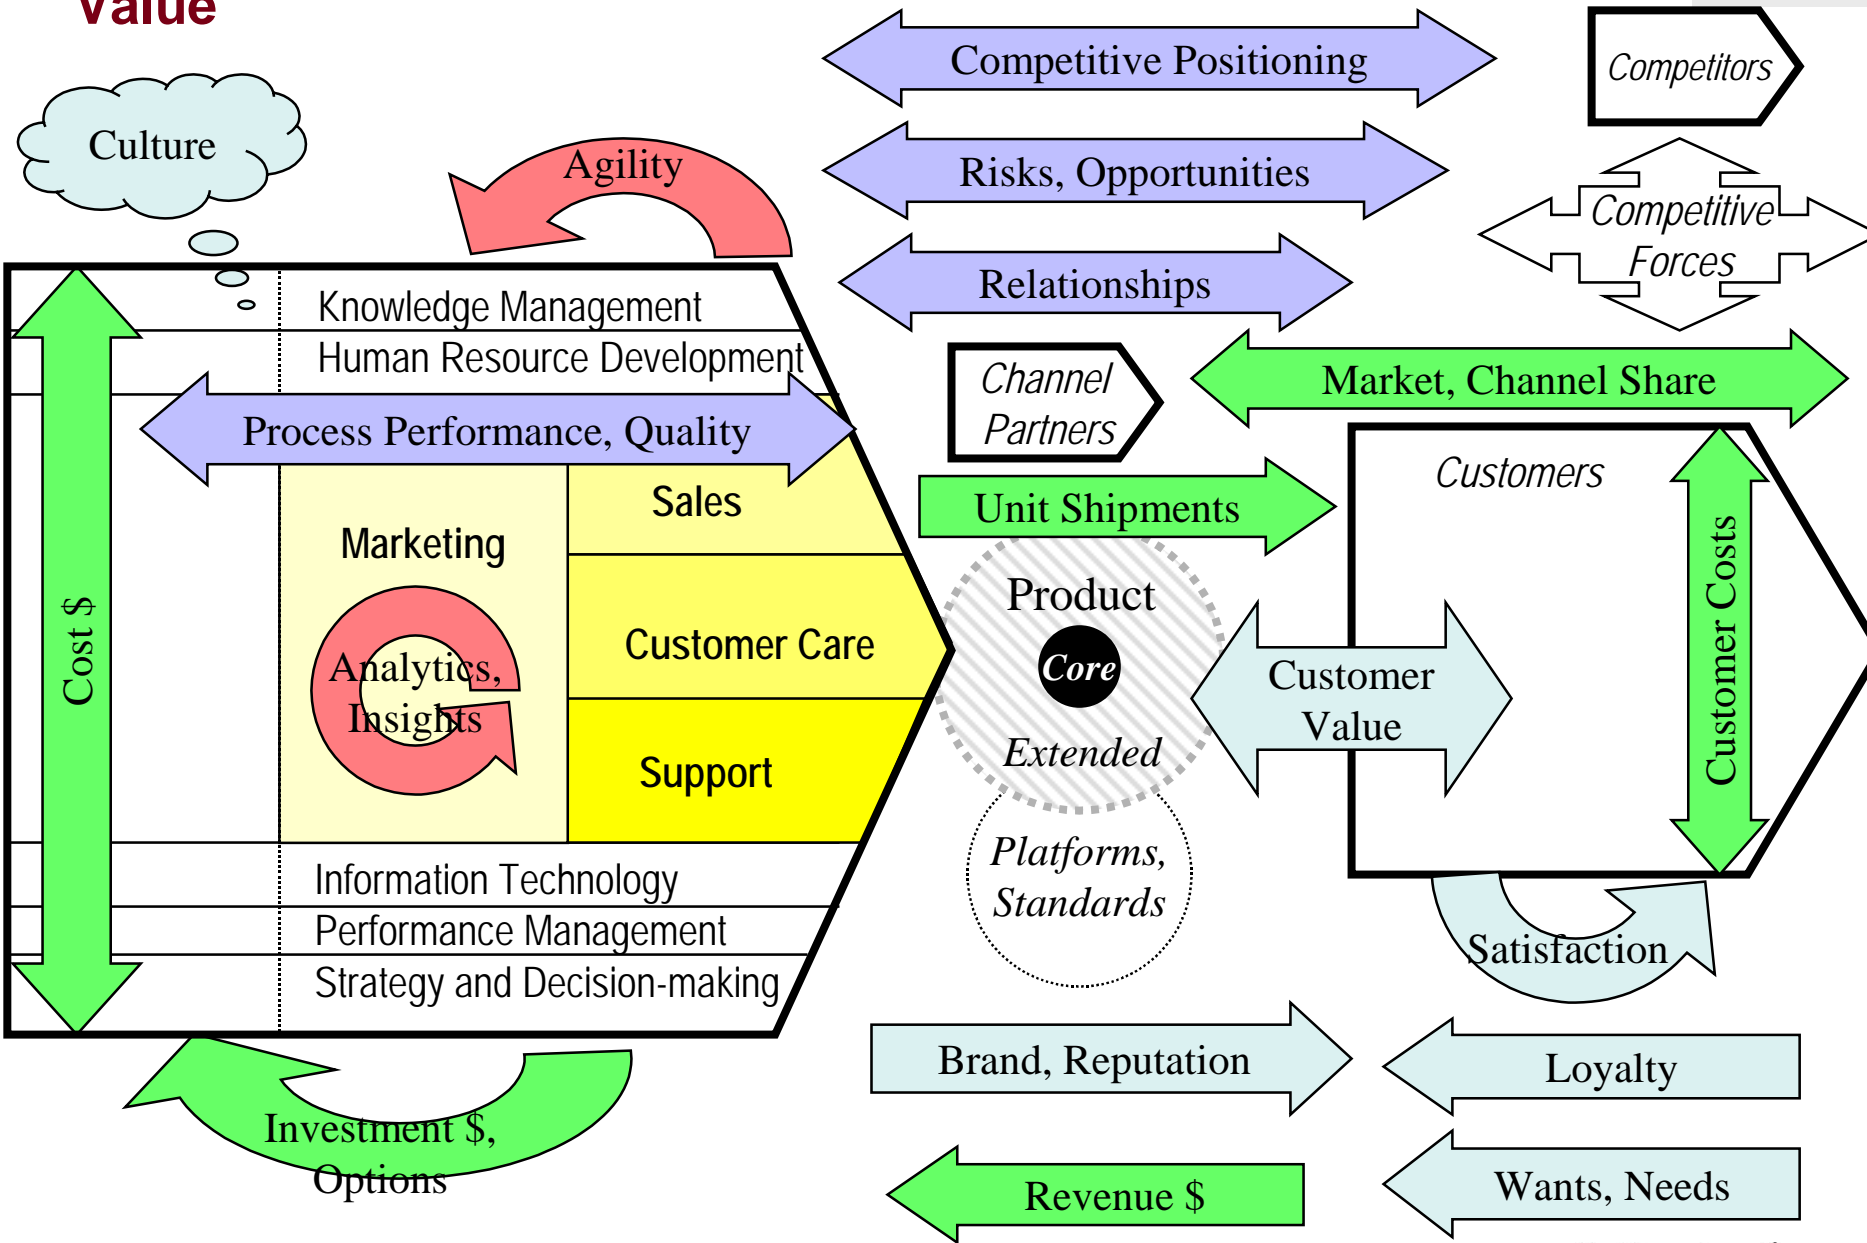 Value
Competitive Positioning
Competitors
Culture
Agility
Risks, Opportunities
Competitive
Forces
Relationships
Knowledge Management
Human Resource Development
Channel
Partners
Market, Channel Share
Process Performance, Quality
Customers
Sales
Unit Shipments
Marketing
Cost $
Product
Customer Costs
Customer Care
Analytics,
Insights
Core
Customer
Value
Extended
Support
Platforms,
Standards
Information Technology
Performance Management
Strategy and Decision-making
Satisfaction
Brand, Reputation
Loyalty
Investment $,
Options
Revenue $
Wants, Needs